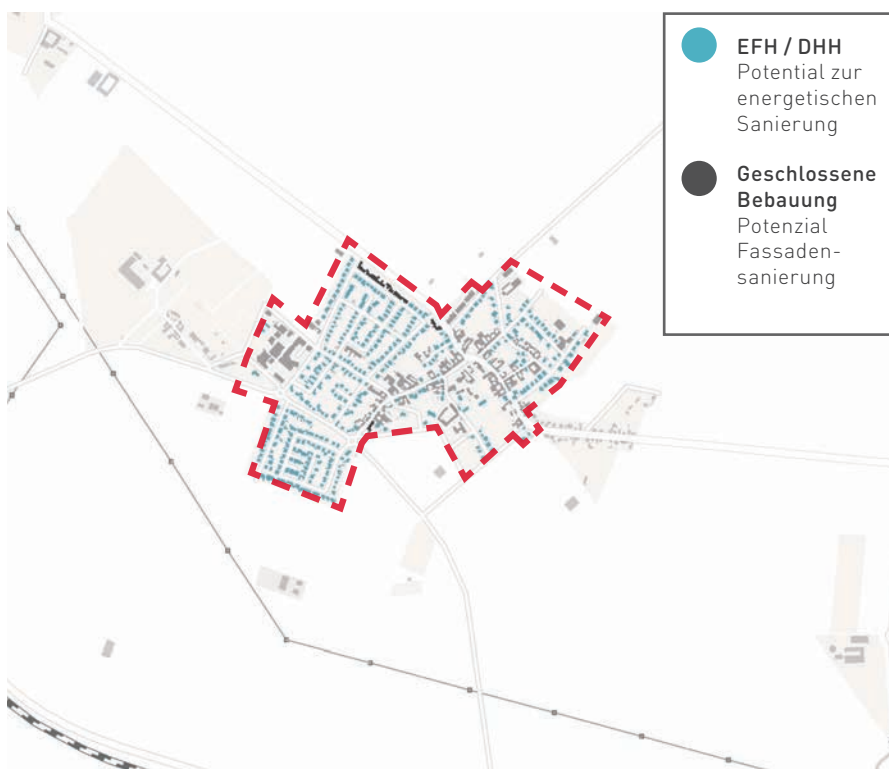 EFH / DHH
Potential zur
energetischen
Sanierung
Geschlossene
Bebauung
Potenzial
Fassaden-
sanierung